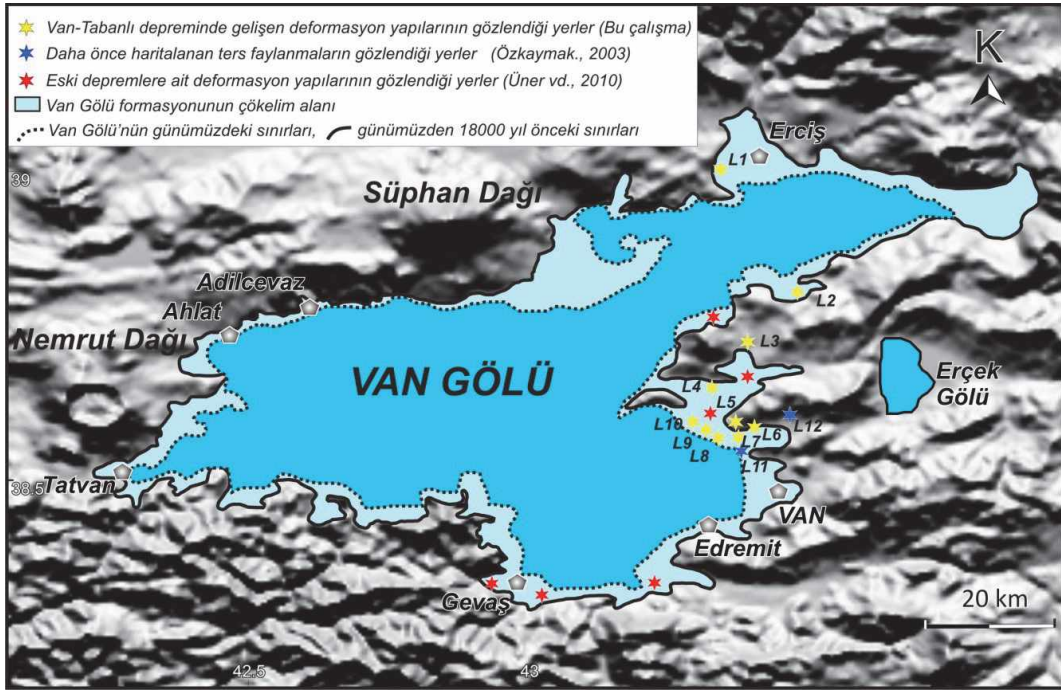 Van-Tabanlı depreminde gelişen deformasyon yapılarının gözlendiği yerler (Bu çalışma)
Daha önce haritalanan ters faylanmaların gözlendiği yerler (Özkaymak., 2003)
Eski depremlere ait deformasyon yapılarının gözlendiği yerler (Üner vd., 2010)
Van Gölü formasyonunun çökelim alanı
Van Gölü'nün günümüzdeki sınırları, günümüzden 18000 yıl önceki sınırları
K
Erciş
L1
39
Süphan Dağı
Adilcevaz
L2
Ahlat
Nemrut Dağı
L3
VAN GÖLÜ
Erçek
Gölü
L4
L5
L10
L12
L6
L9
L7
L8
L11
Tatvan
38.5
VAN
Edremit
Gevaş
20 km
42.5
43